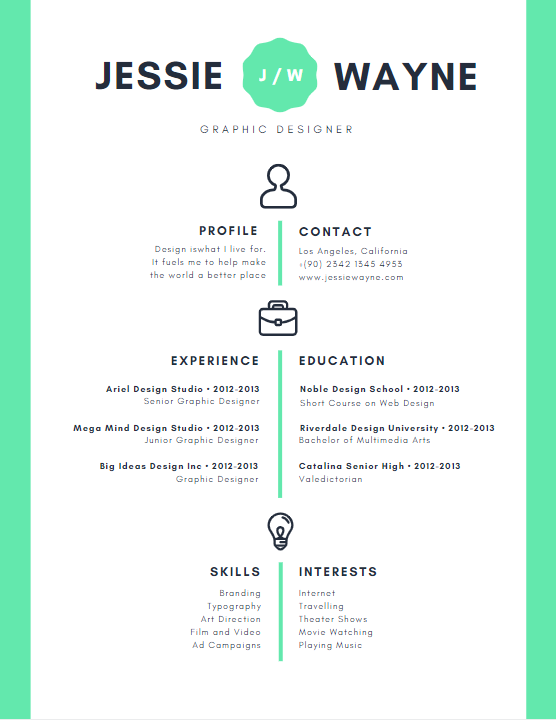 JESSIE
J/W
WAYNE
GRAPHIC DESIGNER
PROFILE
Design iswhat I live for.
It fuels me to help make
the world a better place
CONTACT
Los Angeles, California
+(90) 2342 1345 4955
www.jessiewayne.com
EXPERIENCE
Ariel Design Studio • 2012-2013
Senior Graphic Designer
Mega Mind Design Studio • 2012-2013
Junior Graphic Designer
Big Ideas Design Inc • 2012-2013
Graphic Designer
EDUCATION
Noble Design School • 2012-2013
Short Course on Web Design
Riverdale Design University • 2012-2013
Bachelor of Multimedia Arts
Catalina Senior High • 2012-2013
Valedictorian
SKILLS
Branding
Typography
Art Direction
Film and Video
Ad Campaigns
INTERESTS
Internet
Travelling
Theater Shows
Movie Watching
Playing Music